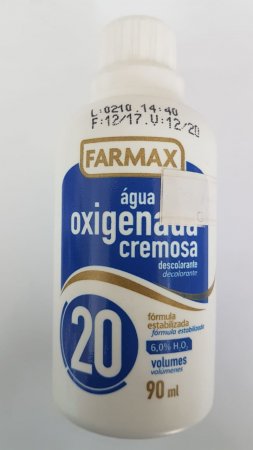 L:0210.14:40
F:12/17.V:12/20
FARMAX
água
oxigenada
cremosa
descolorante
decolorante
20
fórmula
estabilizada
fórmula estabilizada
6,0% H₂O₂
volumes
volumenes
90 ml
G